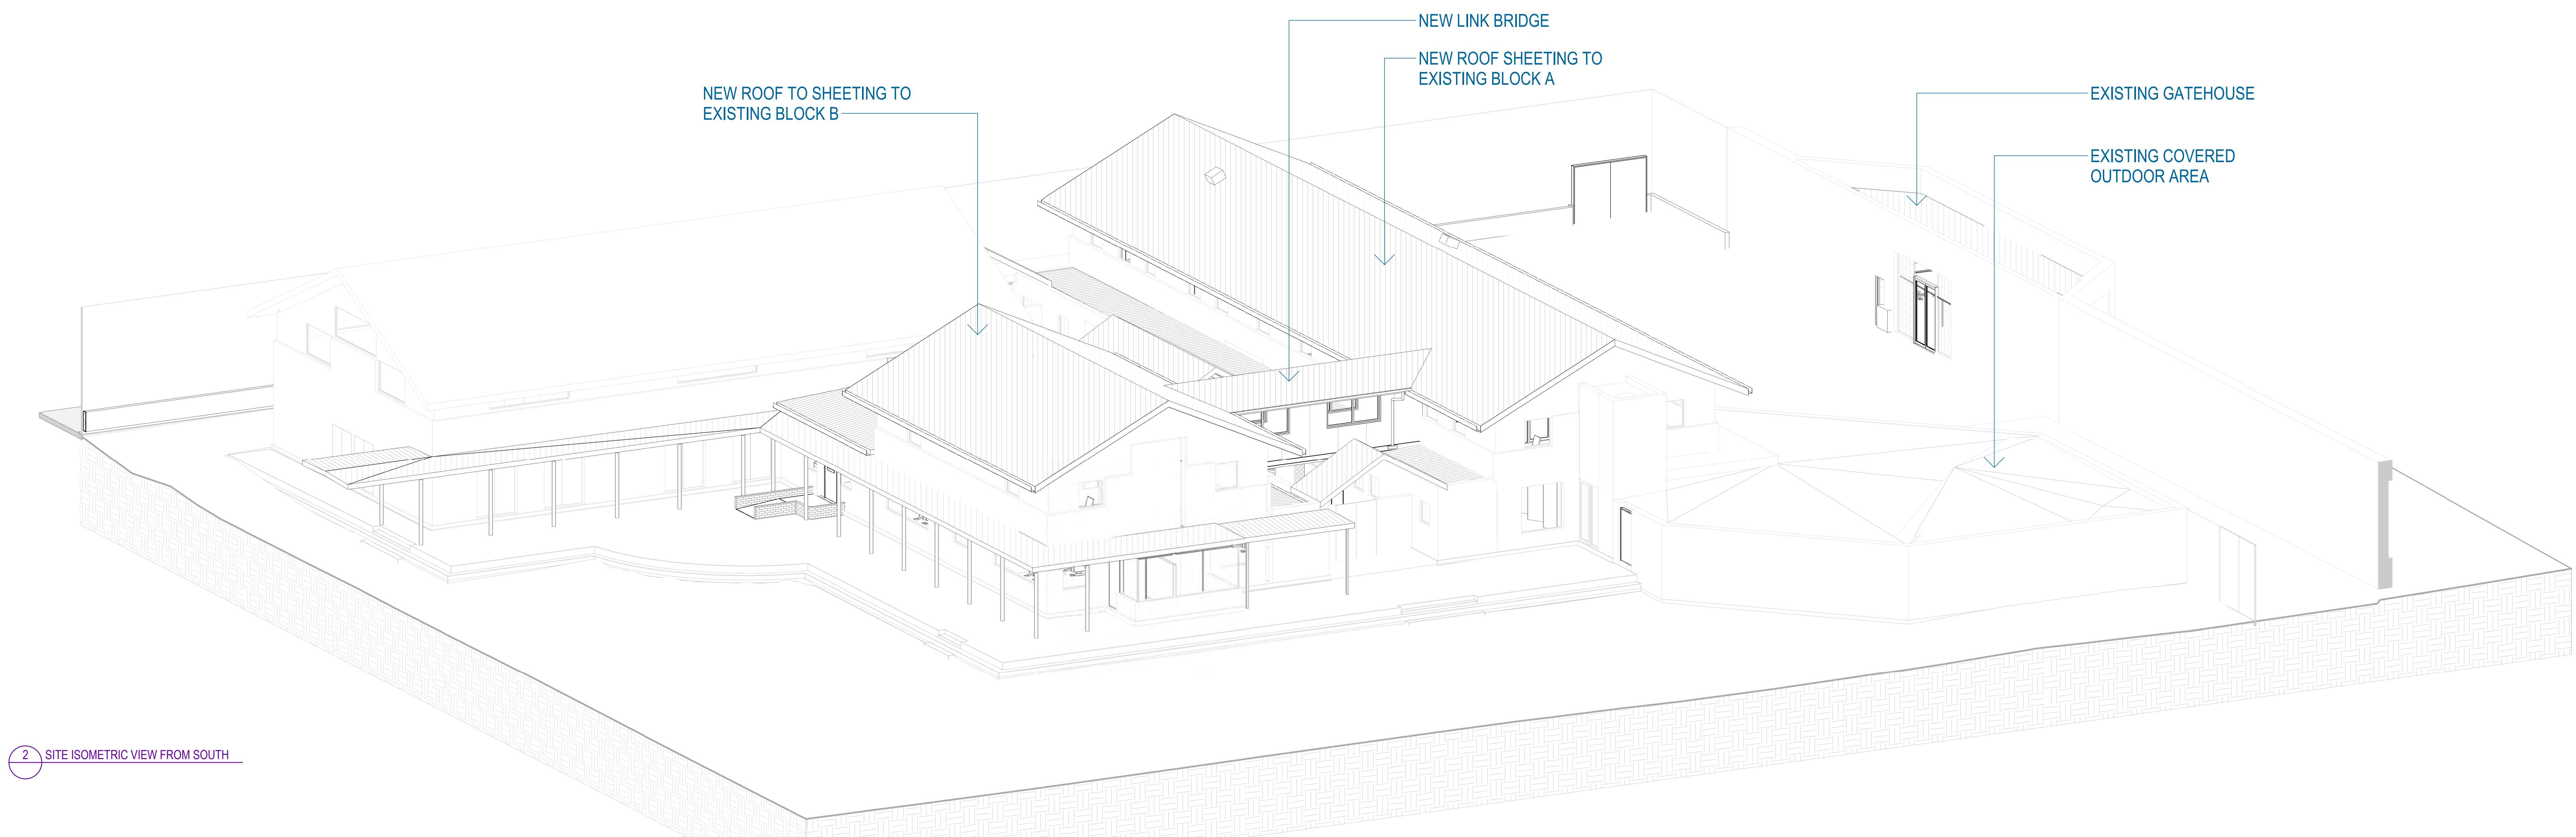 NEW LINK BRIDGE
NEW ROOF SHEETING TO
EXISTING BLOCK A
NEW ROOF TO SHEETING TO
EXISTING BLOCK B
EXISTING GATEHOUSE
EXISTING COVERED
OUTDOOR AREA
2 SITE ISOMETRIC VIEW FROM SOUTH